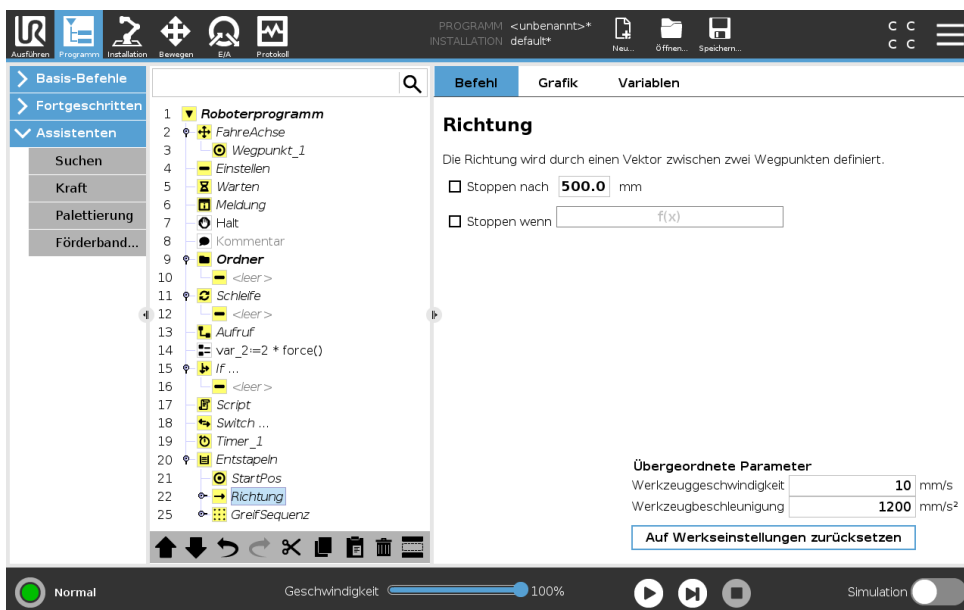 UR
PROGRAMM <unbenannt>*
INSTALLATION default*
Ausführen Programm Installation Bewegen E/A Protokoll Neu... Öffnen... Speichern...
C C
C C
Basis-Befehle
Fortgeschritten
Assistenten
Suchen
Kraft
Palettierung
Förderband...
1 Roboterprogramm
2 FahreAchse
3 Wegpunkt_1
4 Einstellen
5 Warten
6 Meldung
7 Halt
8 Kommentar
9 Ordner
10 <leer>
11 Schleife
12 <leer>
13 Aufruf
14 var_2:=2 * force()
15 If ...
16 <leer>
17 Script
18 Switch ...
19 Timer_1
20 Entstapeln
21 StartPos
22 Richtung
25 GreifSequenz
Befehl Grafik Variablen
Richtung
Die Richtung wird durch einen Vektor zwischen zwei Wegpunkten definiert.
Stoppen nach 500.0 mm
Stoppen wenn f(x)
Übergeordnete Parameter
Werkzeuggeschwindigkeit 10 mm/s
Werkzeugbeschleunigung 1200 mm/s²
Auf Werkseinstellungen zurücksetzen
Normal Geschwindigkeit 100% Simulation